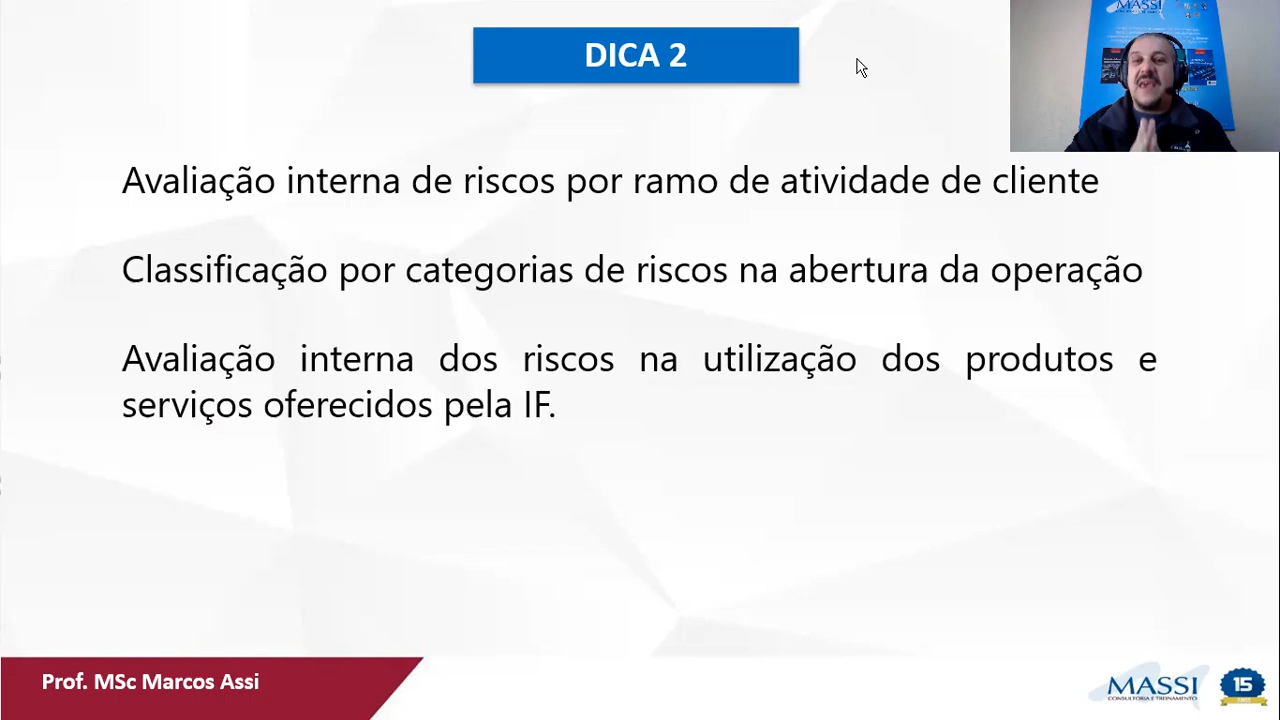 MASSI
DICA 2
Avaliação interna de riscos por ramo de atividade de cliente
Classificação por categorias de riscos na abertura da operação
Avaliação interna dos riscos na utilização dos produtos e
serviços oferecidos pela IF.
Prof. MSc Marcos Assi
MASSI
CONSULTORIA E TREINAMENTO
15